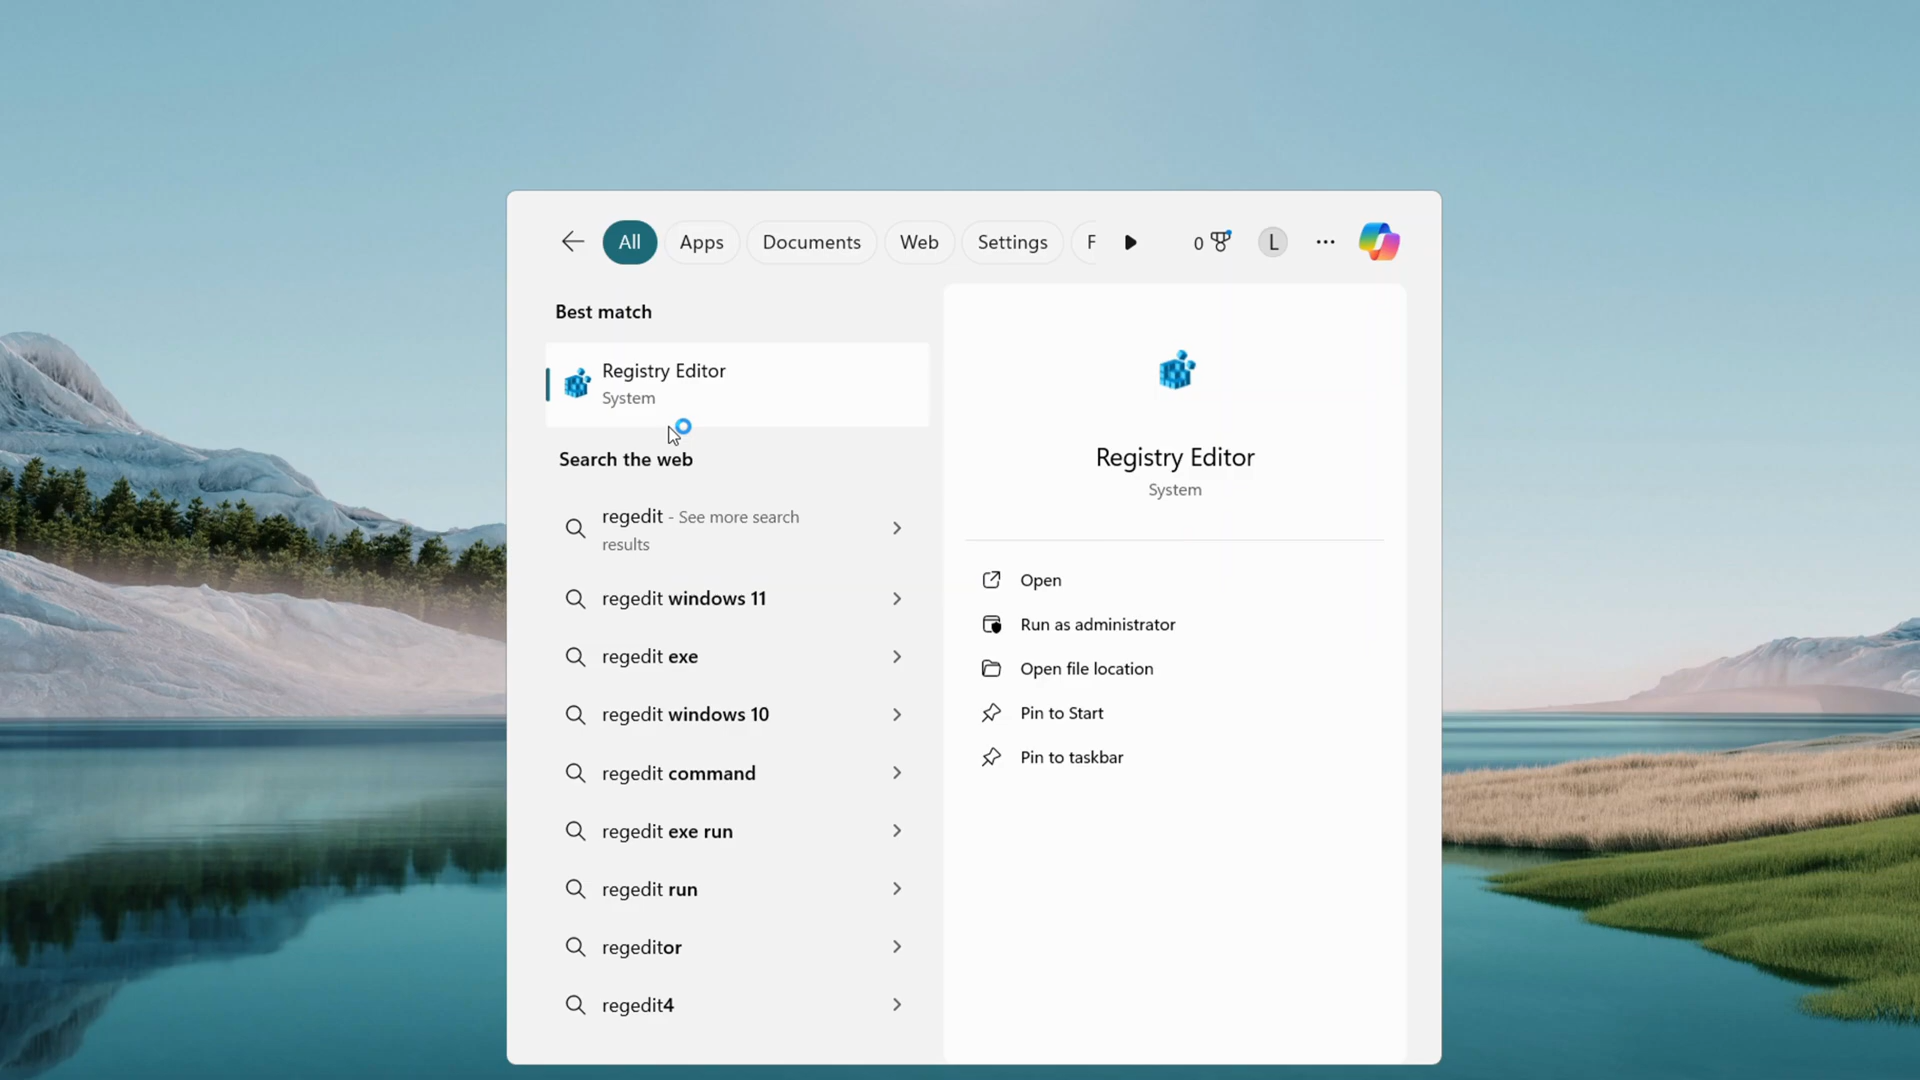 All
Apps
Documents
Web
Settings
F
0
L
Best match
Registry Editor
System
Search the web
regedit - See more search
results
regedit windows 11
regedit exe
regedit windows 10
regedit command
regedit exe run
regedit run
regeditor
regedit4
Registry Editor
System
Open
Run as administrator
Open file location
Pin to Start
Pin to taskbar